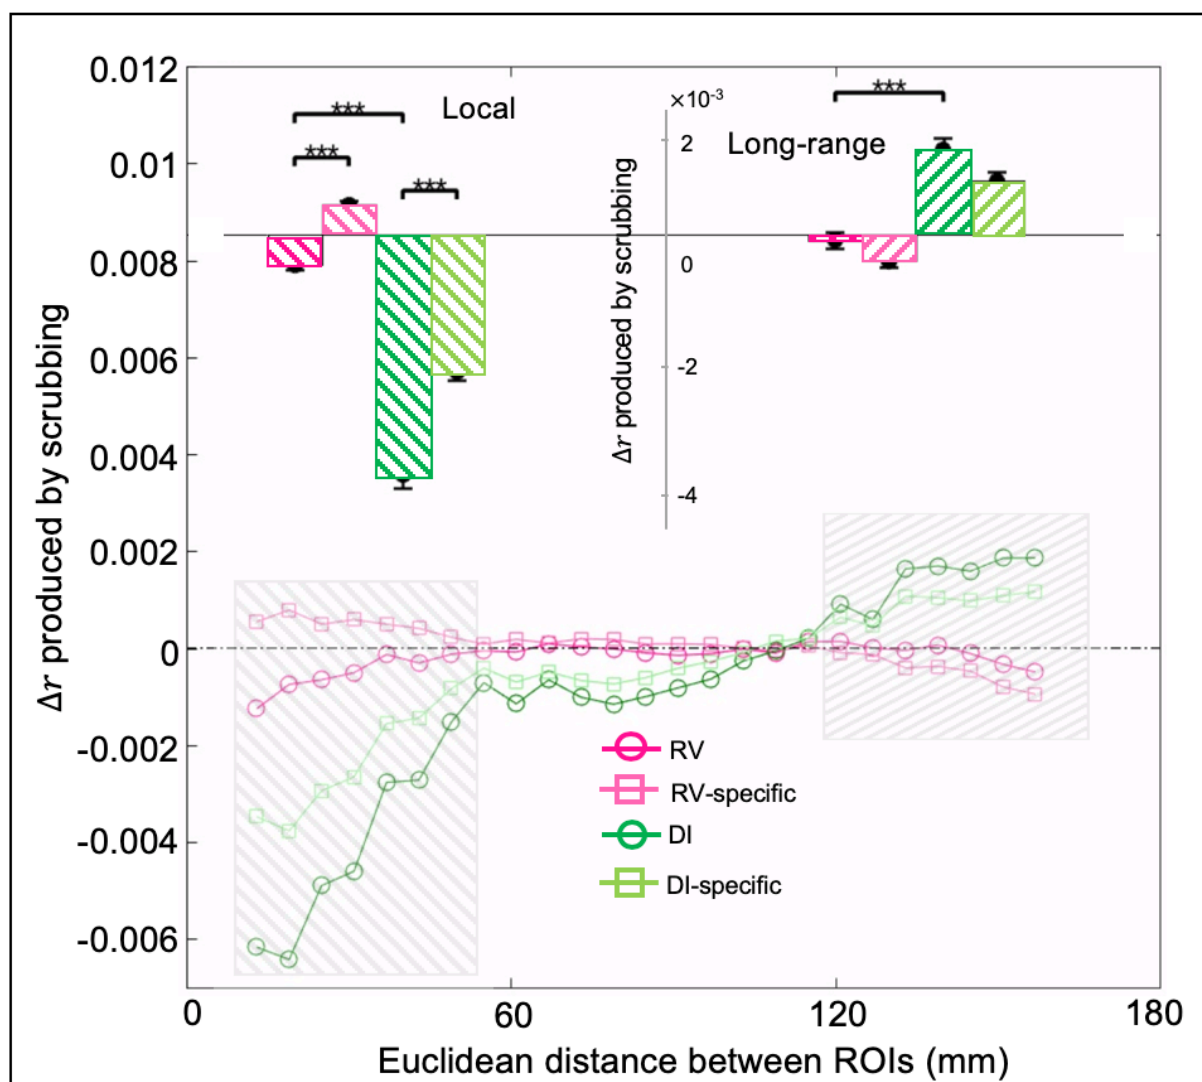 0.012
0.01
0.008
0.006
0.004
0.002
0
-0.002
-0.004
-0.006
Δr produced by scrubbing
***
***
***
Local
×10⁻³
2
0
-2
-4
Δr produced by scrubbing
Long-range
***
RV
RV-specific
DI
DI-specific
0
60
120
180
Euclidean distance between ROIs (mm)